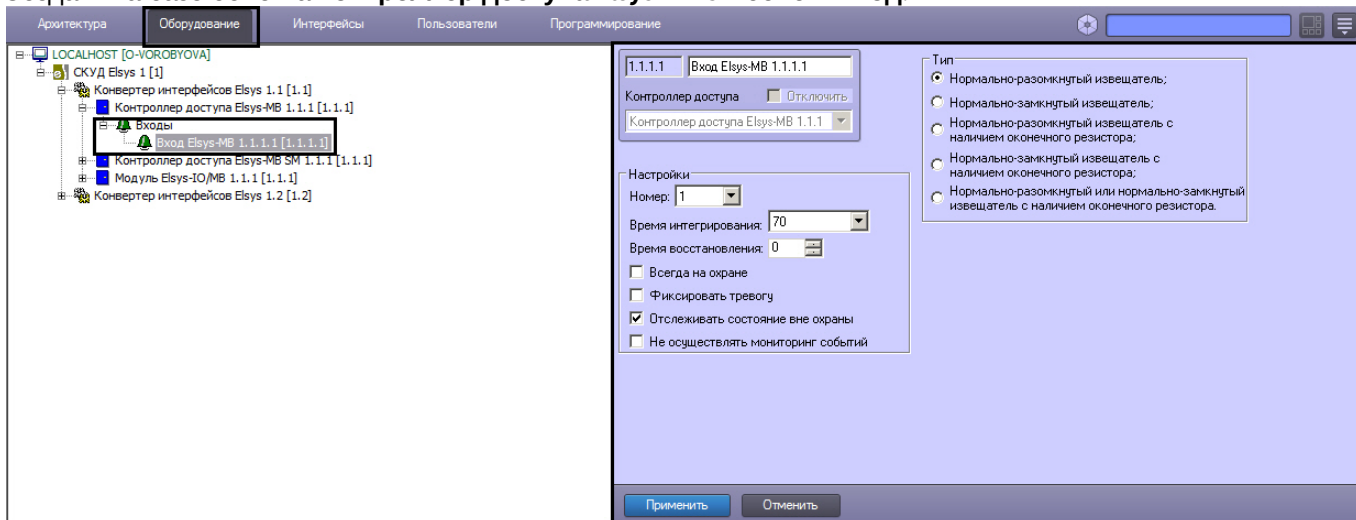 Архитектура Оборудование Интерфейсы Пользователи Программирование
LOCALHOST [O-VOROBYOVA]
СКУД Elsys 1 [1]
Конвертер интерфейсов Elsys 1.1 [1.1]
Контроллер доступа Elsys-MB 1.1.1 [1.1.1]
Входы
Вход Elsys-MB 1.1.1.1 [1.1.1.1]
Контроллер доступа Elsys-MB SM 1.1.1 [1.1.1]
Модуль Elsys-IO/MB 1.1.1 [1.1.1]
Конвертер интерфейсов Elsys 1.2 [1.2]
1.1.1.1 Вход Elsys-MB 1.1.1.1
Контроллер доступа Отключить
Контроллер доступа Elsys-MB 1.1.1
Настройки
Номер: 1
Время интегрирования: 70
Время восстановления: 0
Всегда на охране
Фиксировать тревогу
Отслеживать состояние вне охраны
Не осуществлять мониторинг событий
Тип
Нормально-разомкнутый извещатель;
Нормально-замкнутый извещатель;
Нормально-разомкнутый извещатель с
наличием оконечного резистора;
Нормально-замкнутый извещатель с
наличием оконечного резистора;
Нормально-разомкнутый или нормально-замкнутый
извещатель с наличием оконечного резистора.
Применить Отменить